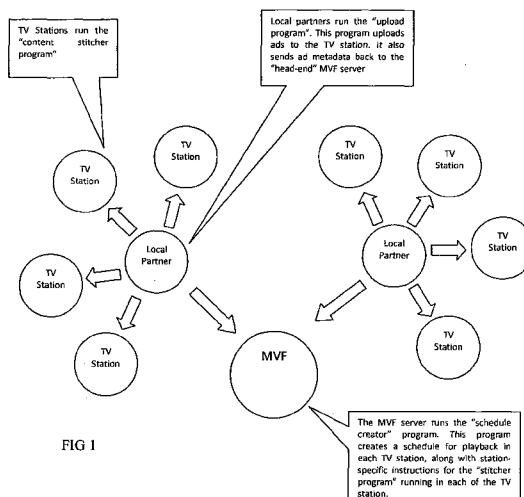 TV Stations run the
"content stitcher
program"
Local partners run the "upload
program". This program uploads
ads to the TV station. It also
sends ad metadata back to the
"head-end" MVF server
TV
Station
TV
Station
TV
Station
TV
Station
Local
Partner
TV
Station
TV
Station
Local
Partner
TV
Station
TV
Station
MVF
FIG 1
The MVF server runs the "schedule
creator" program. This program
creates a schedule for playback in
each TV station, along with station-
specific instructions for the "stitcher
program" running in each of the TV
station.